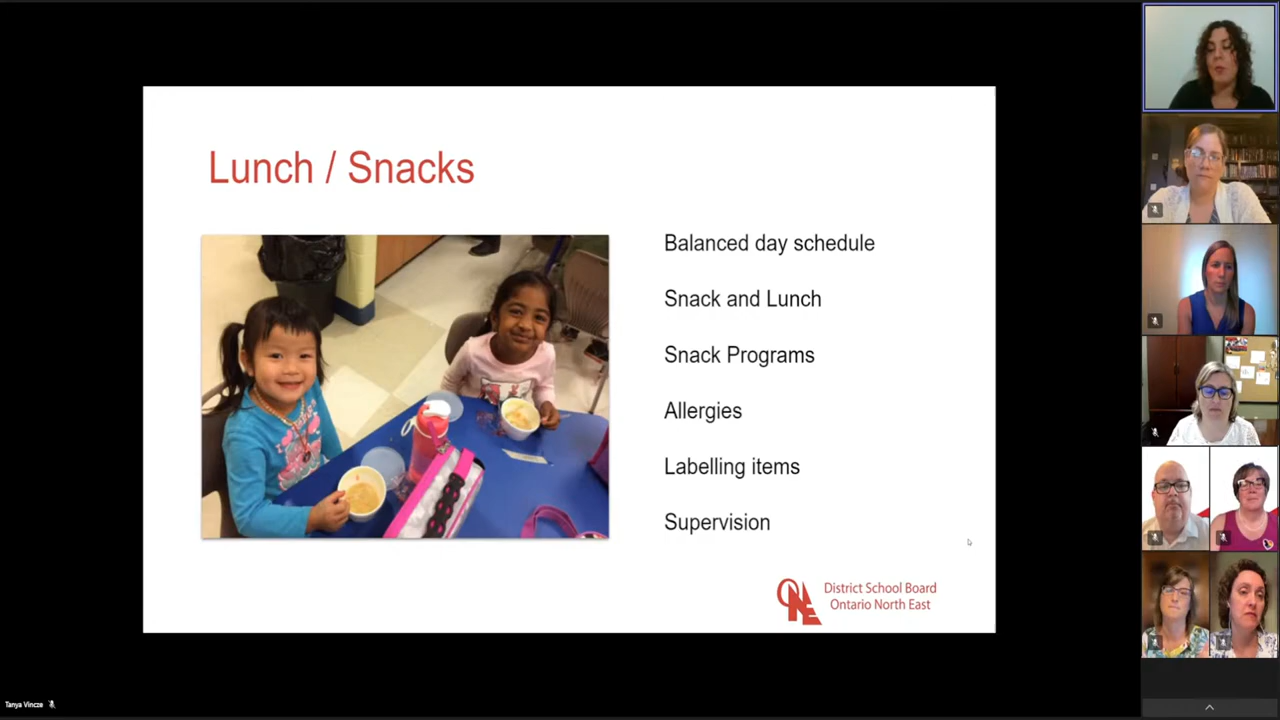 Lunch / Snacks
Balanced day schedule
Snack and Lunch
Snack Programs
Allergies
Labelling items
Supervision
ONE
District School Board
Ontario North East
Tanya Vincze